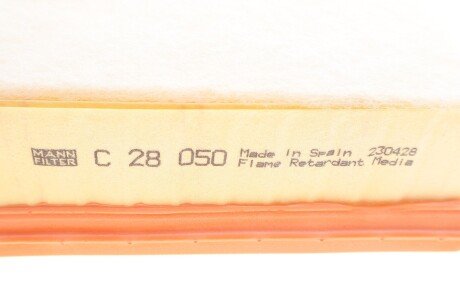 MANN
FILTER
C 28 050
Made In Spain 230428
Flame Retardant Media